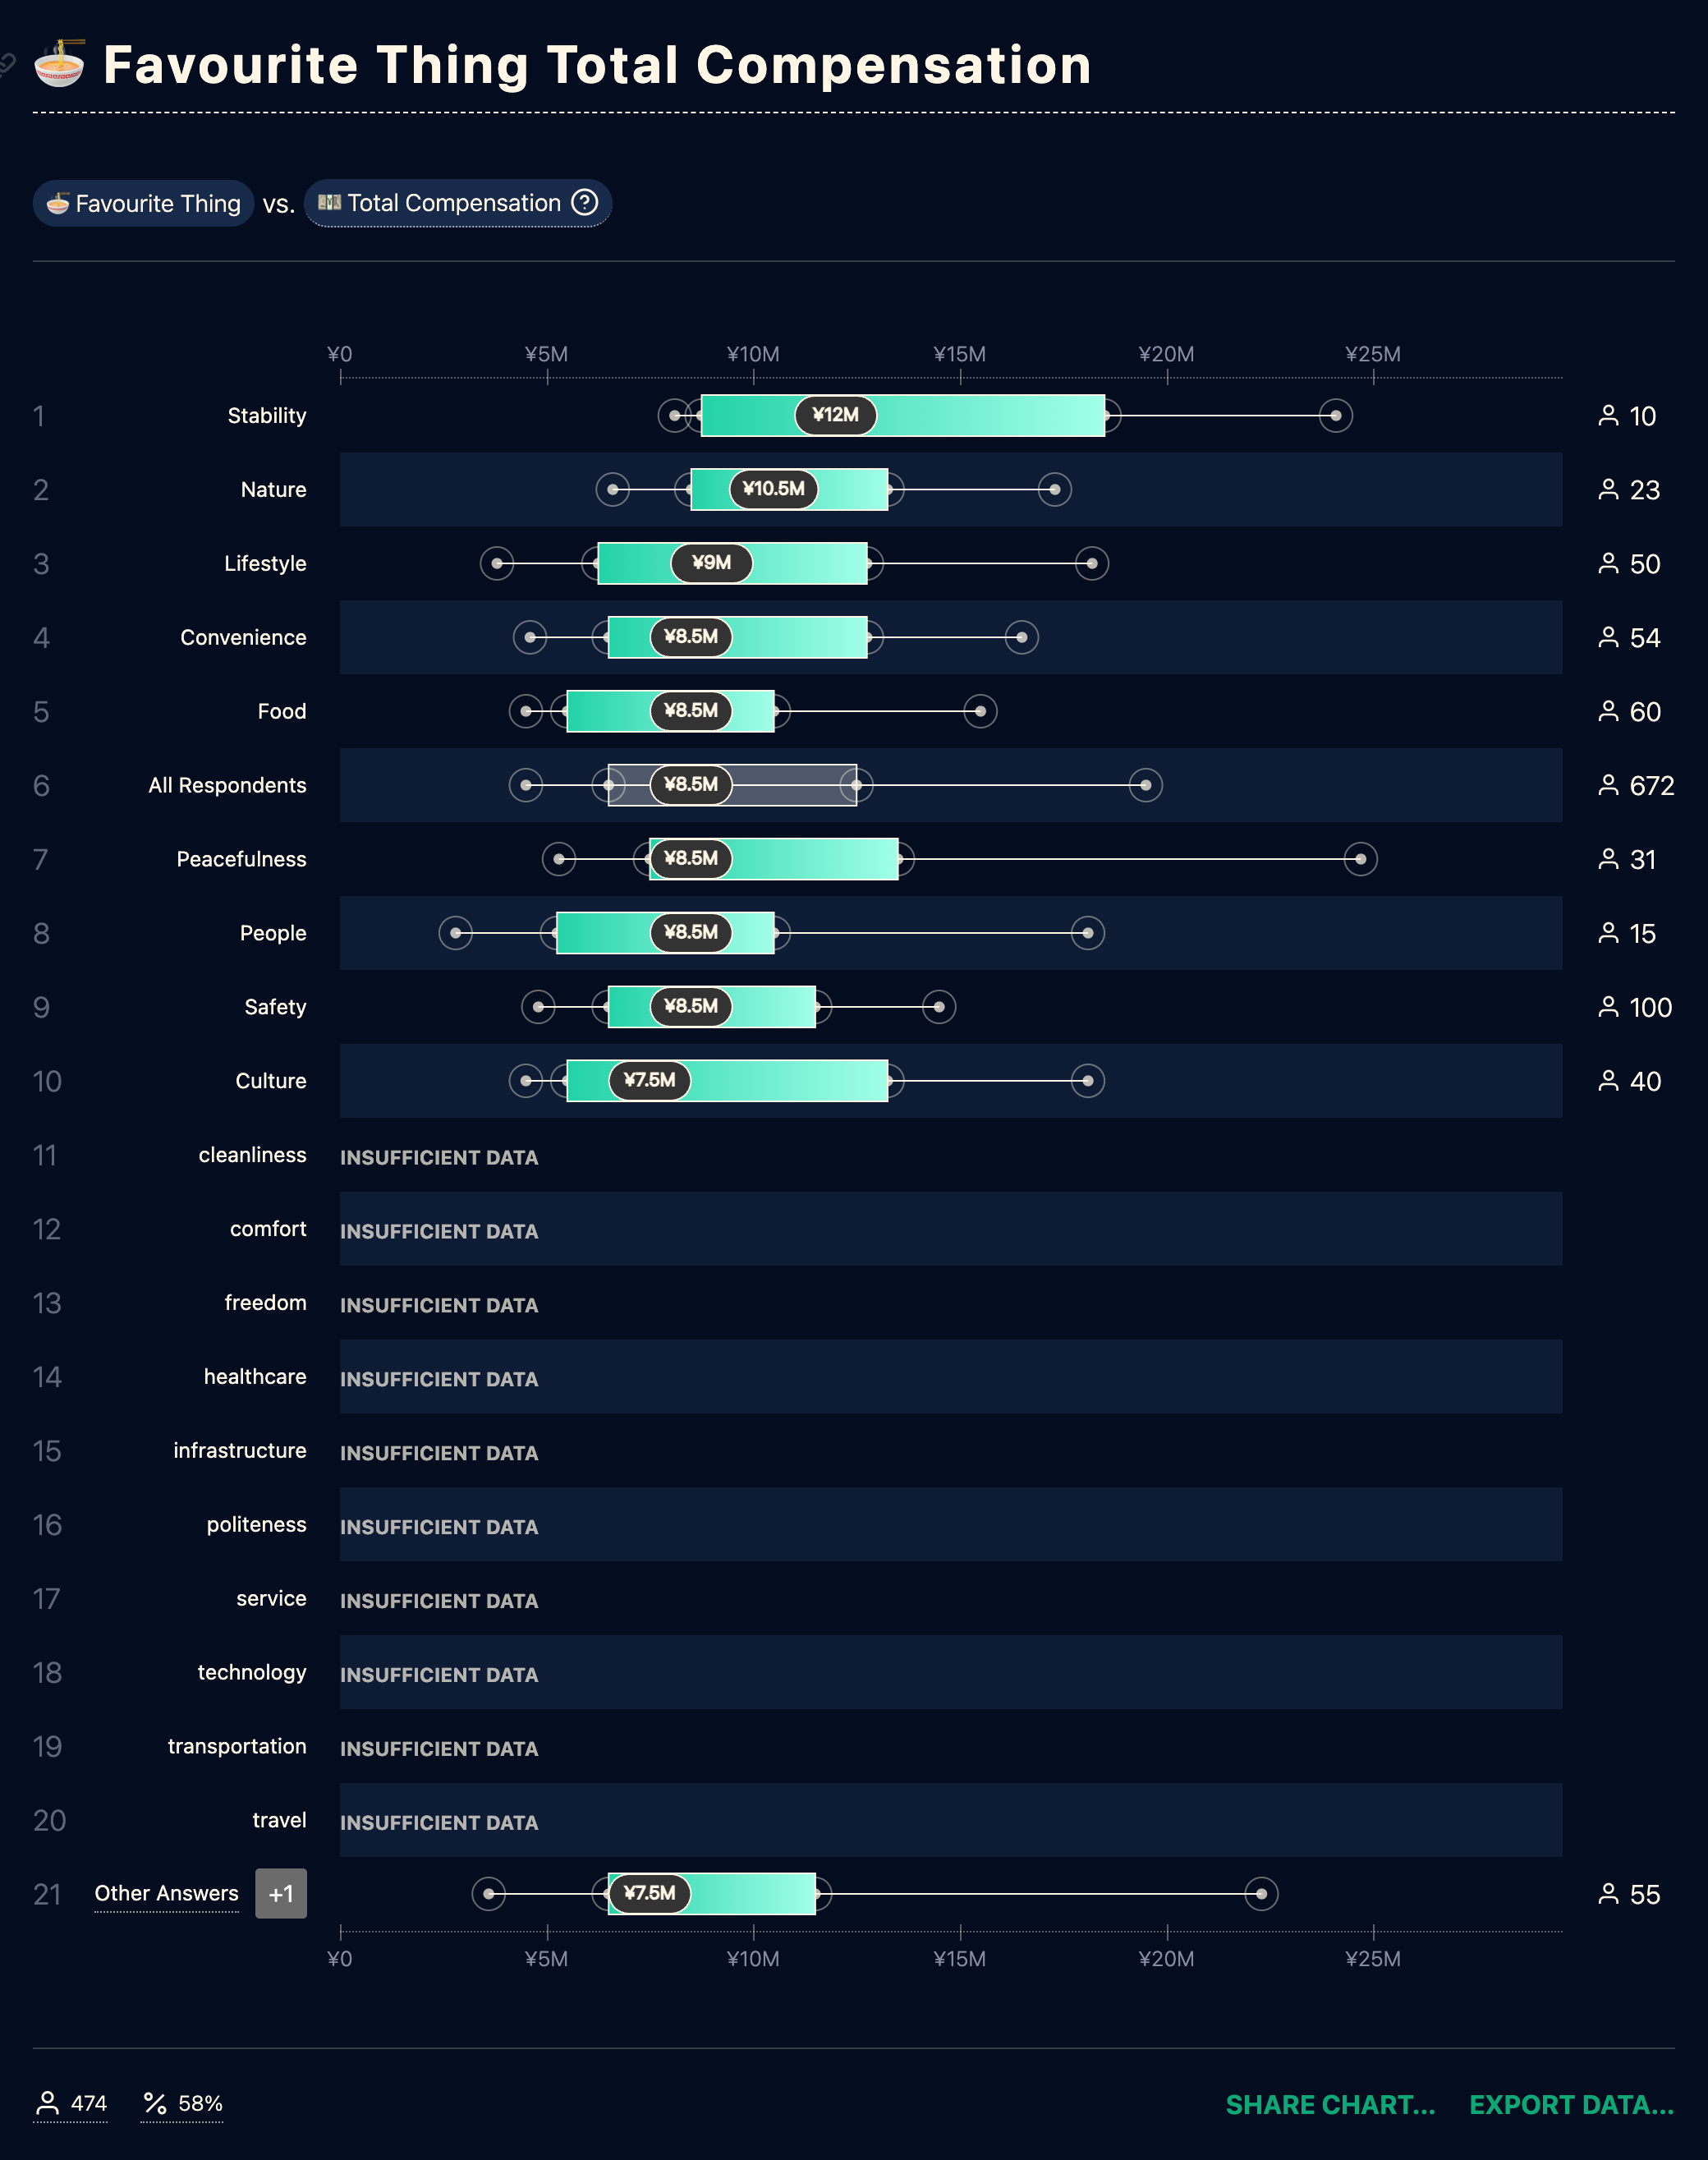 Favourite Thing Total Compensation
Favourite Thing vs. Total Compensation ?
¥0 ¥5M ¥10M ¥15M ¥20M ¥25M
1 Stability ¥12M 10
2 Nature ¥10.5M 23
3 Lifestyle ¥9M 50
4 Convenience ¥8.5M 54
5 Food ¥8.5M 60
6 All Respondents ¥8.5M 672
7 Peacefulness ¥8.5M 31
8 People ¥8.5M 15
9 Safety ¥8.5M 100
10 Culture ¥7.5M 40
11 cleanliness INSUFFICIENT DATA
12 comfort INSUFFICIENT DATA
13 freedom INSUFFICIENT DATA
14 healthcare INSUFFICIENT DATA
15 infrastructure INSUFFICIENT DATA
16 politeness INSUFFICIENT DATA
17 service INSUFFICIENT DATA
18 technology INSUFFICIENT DATA
19 transportation INSUFFICIENT DATA
20 travel INSUFFICIENT DATA
21 Other Answers +1 ¥7.5M 55
¥0 ¥5M ¥10M ¥15M ¥20M ¥25M
474 % 58% SHARE CHART... EXPORT DATA...